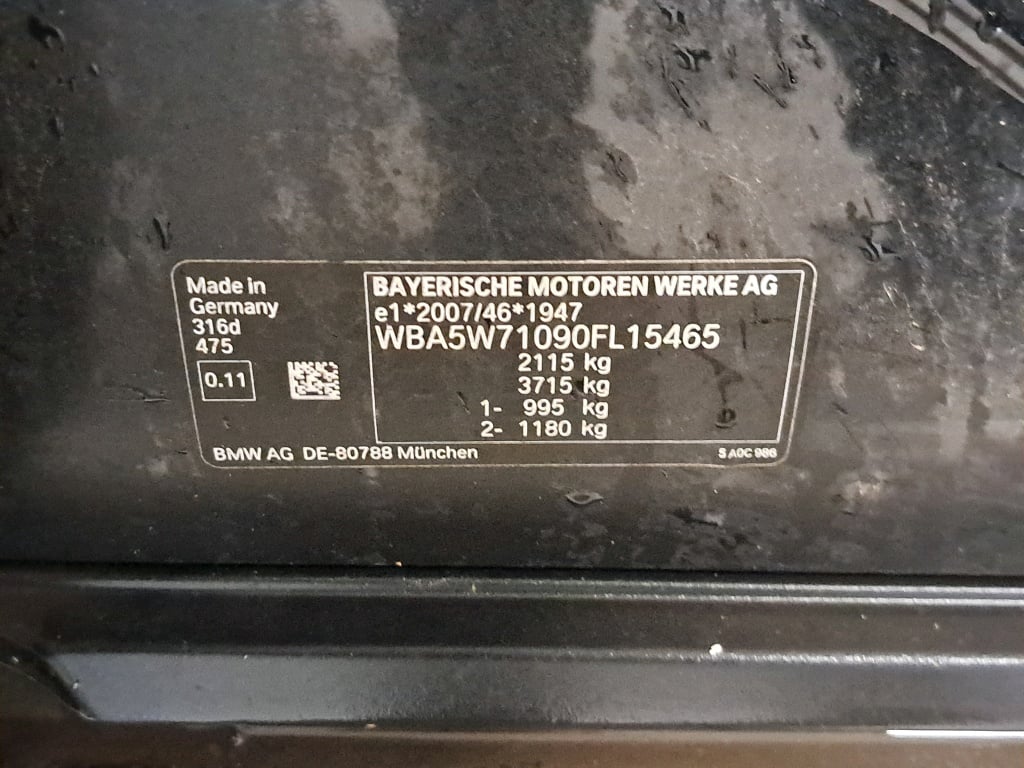 Made in
Germany
316d
475
0.11
BAYERISCHE MOTOREN WERKE AG
e1*2007/46*1947
WBA5W71090FL15465
2115 kg
3715 kg
1- 995 kg
2- 1180 kg
BMW AG DE-80788 München
S A0C 986